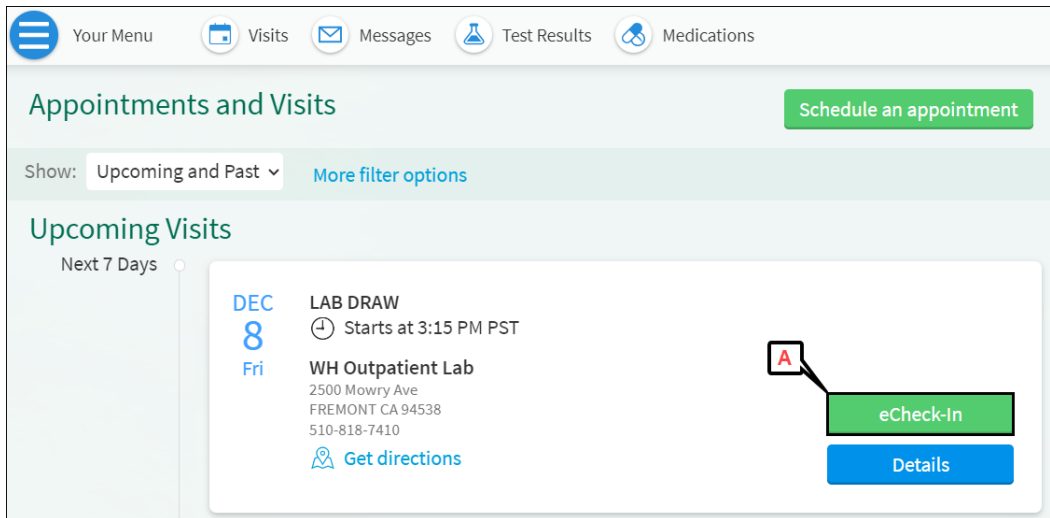 Your Menu Visits Messages Test Results Medications
Appointments and Visits
Schedule an appointment
Show: Upcoming and Past More filter options
Upcoming Visits
Next 7 Days
DEC
8
Fri
LAB DRAW
Starts at 3:15 PM PST
WH Outpatient Lab
2500 Mowry Ave
FREMONT CA 94538
510-818-7410
Get directions
A
eCheck-In
Details